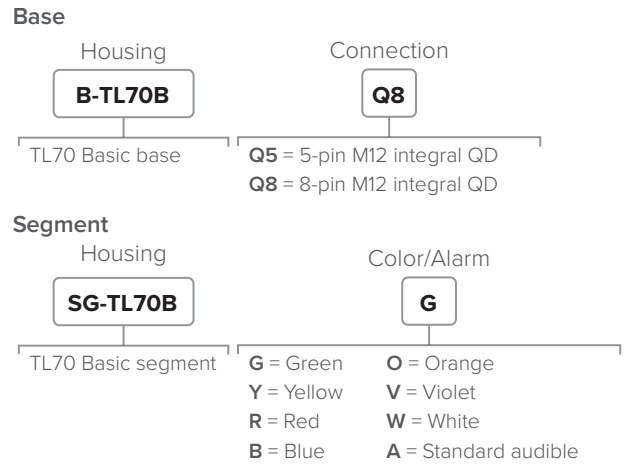 Base
Housing Connection
B-TL70B Q8
TL70 Basic base
Q5 = 5-pin M12 integral QD
Q8 = 8-pin M12 integral QD
Segment
Housing Color/Alarm
SG-TL70B G
TL70 Basic segment
G = Green O = Orange
Y = Yellow V = Violet
R = Red W = White
B = Blue A = Standard audible